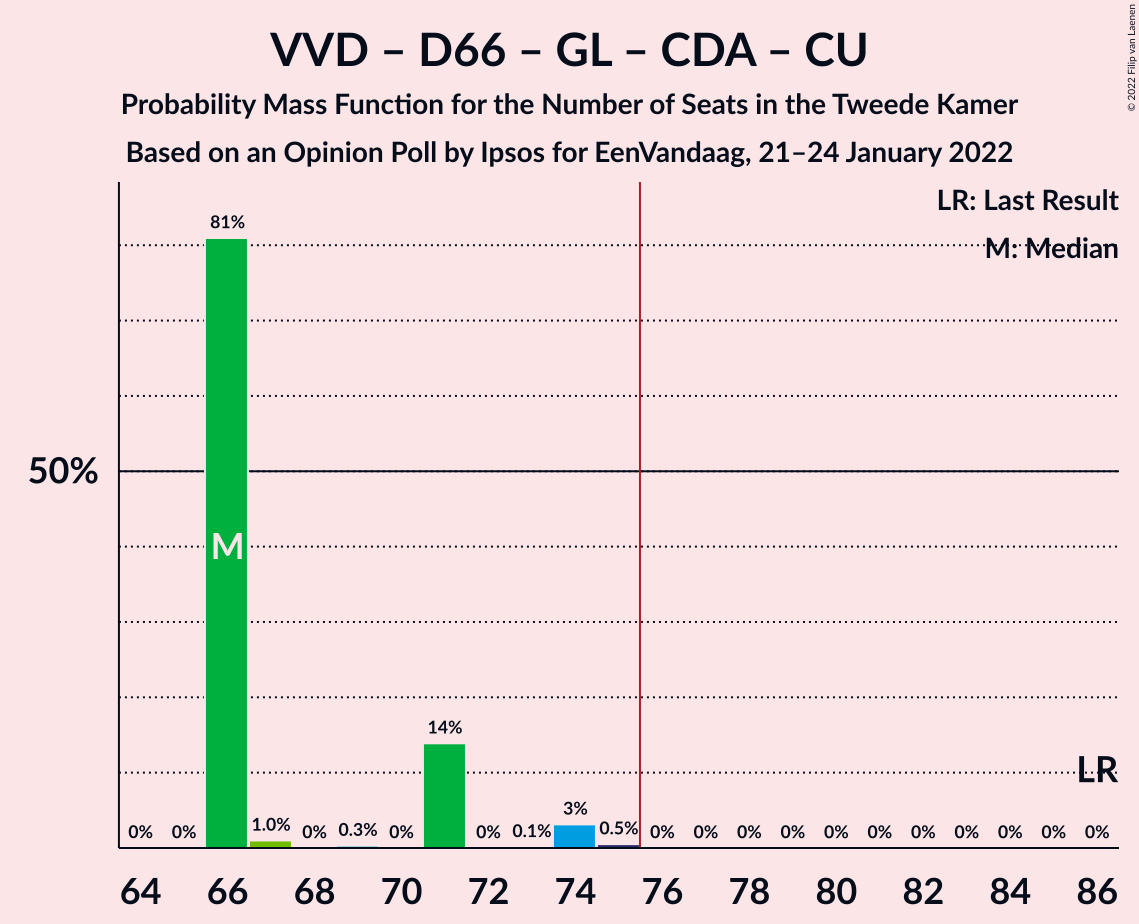 VVD – D66 – GL – CDA – CU
Probability Mass Function for the Number of Seats in the Tweede Kamer
Based on an Opinion Poll by Ipsos for EenVandaag, 21–24 January 2022
© 2022 Filip van Laenen
LR: Last Result
M: Median
81%
50%
M
14%
LR
0% 0% 1.0% 0% 0.3% 0% 0% 0.1% 3% 0.5% 0% 0% 0% 0% 0% 0% 0% 0% 0% 0% 0%
64 66 68 70 72 74 76 78 80 82 84 86